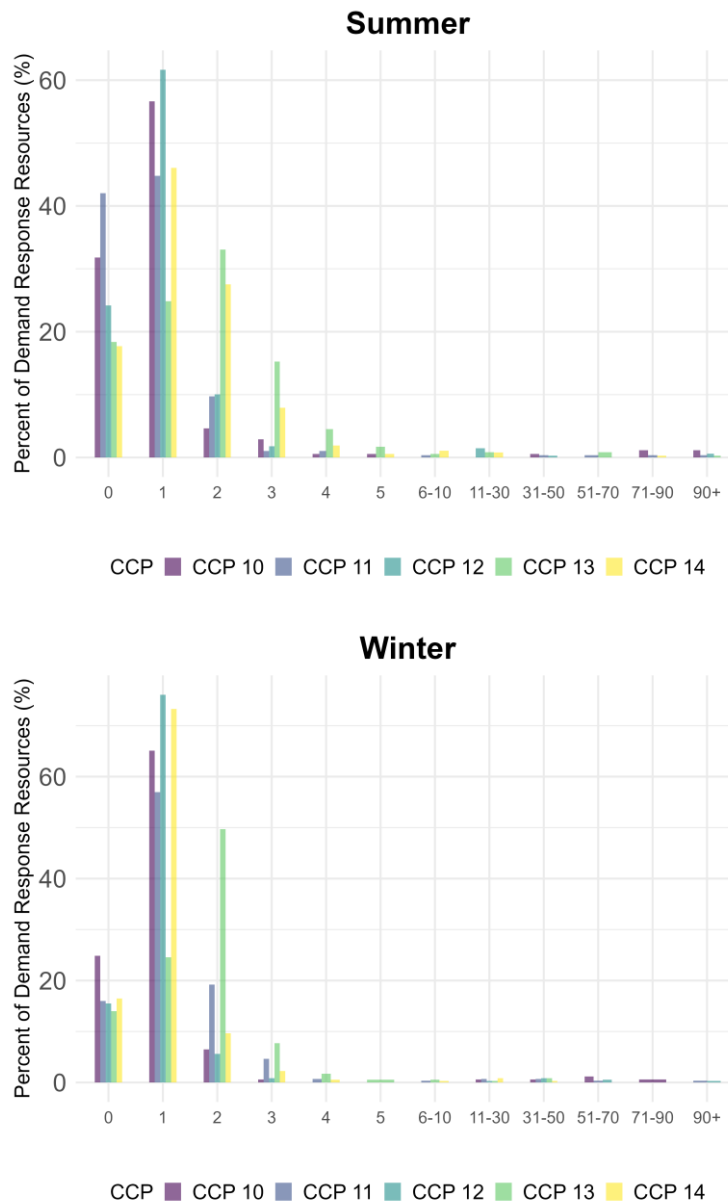 Summer
Percent of Demand Response Resources (%)
60
40
20
0
0 1 2 3 4 5 6-10 11-30 31-50 51-70 71-90 90+
CCP CCP 10 CCP 11 CCP 12 CCP 13 CCP 14
Winter
Percent of Demand Response Resources (%)
60
40
20
0
0 1 2 3 4 5 6-10 11-30 31-50 51-70 71-90 90+
CCP CCP 10 CCP 11 CCP 12 CCP 13 CCP 14